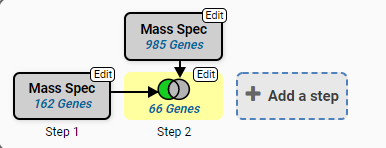 Edit
Mass Spec
985 Genes
Edit
Mass Spec
162 Genes
Edit
66 Genes
+ Add a step
Step 1
Step 2